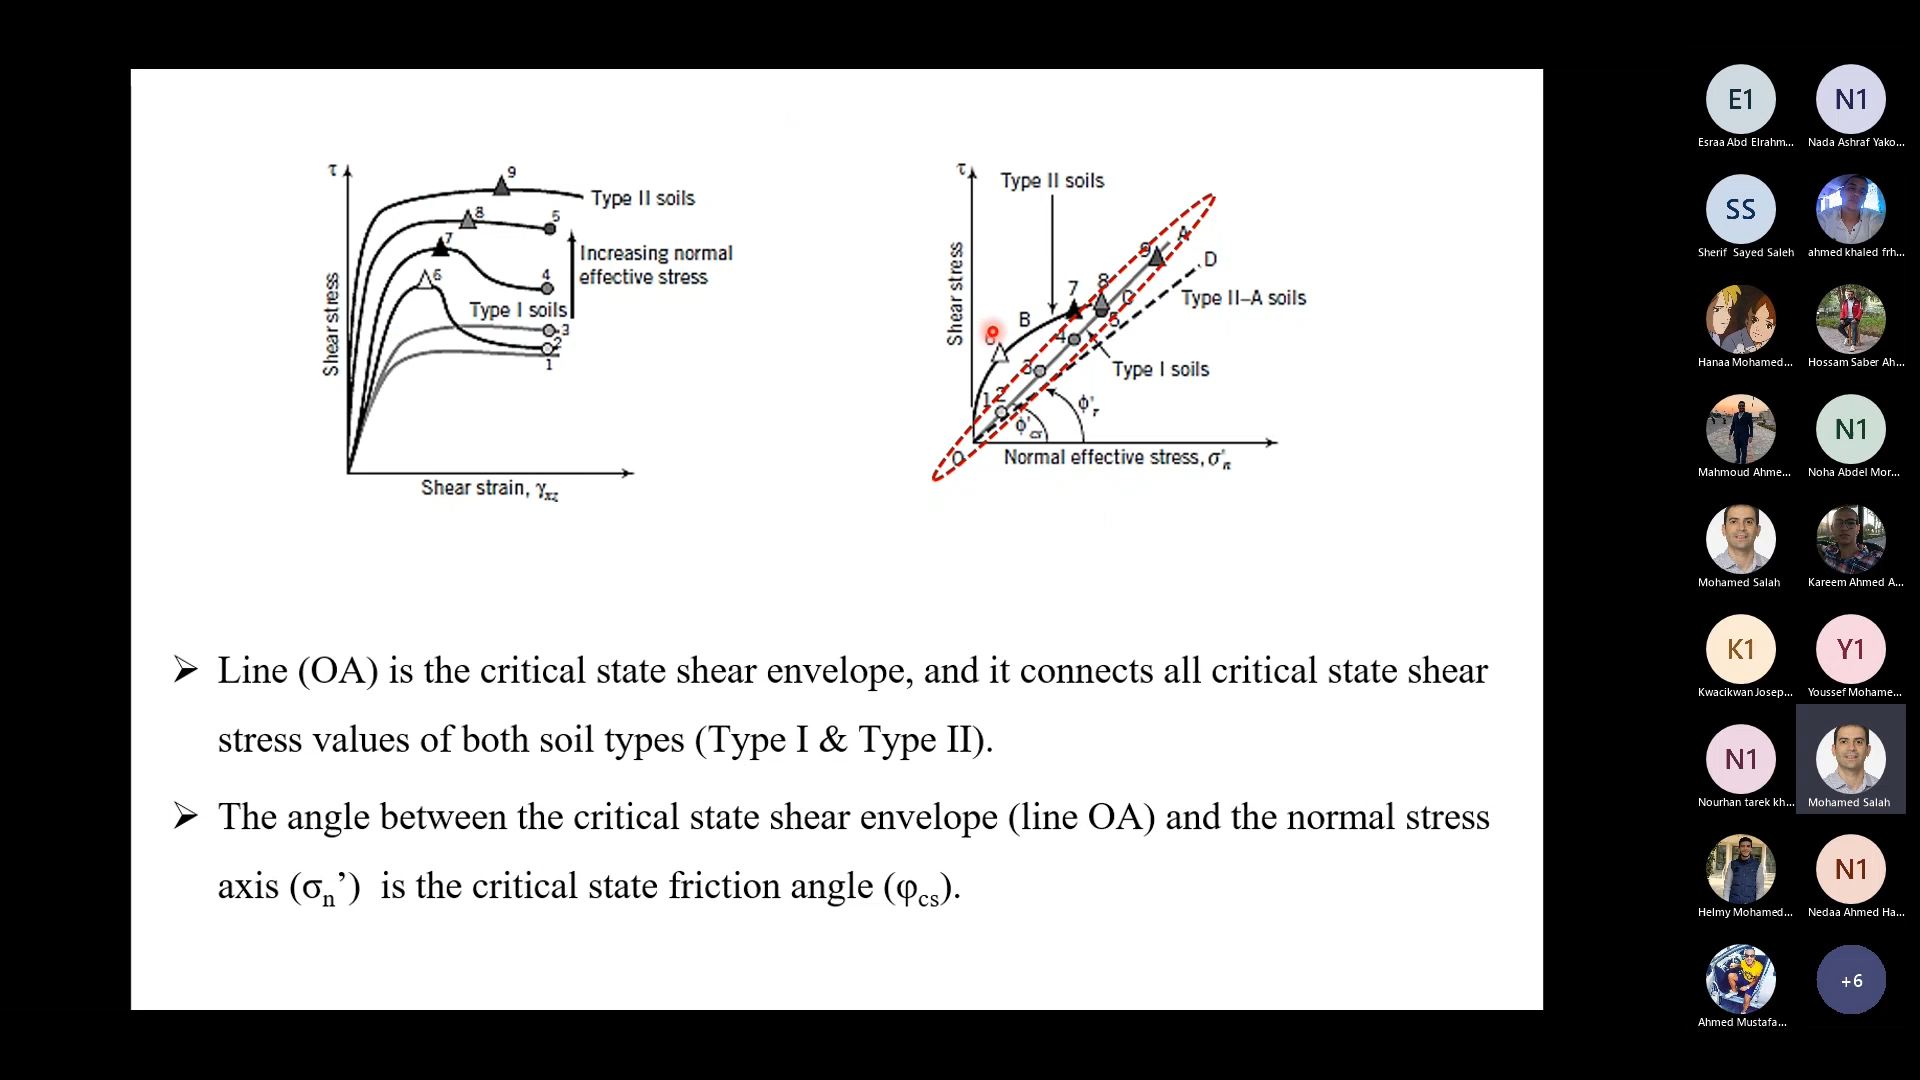 τ
9
Type II soils
8
5
7
Increasing normal
effective stress
6
4
Type I soils
3
2
1
Shear stress
Shear strain, γxz
τ
Type II soils
A
9
D
8
7
C
Type II–A soils
B
5
6
4
Type I soils
3
2
1
ϕ'r
ϕ'cs
O
Shear stress
Normal effective stress, σ'n
➢ Line (OA) is the critical state shear envelope, and it connects all critical state shear
stress values of both soil types (Type I & Type II).
➢ The angle between the critical state shear envelope (line OA) and the normal stress
axis (σn’) is the critical state friction angle (φcs).
E1
N1
Esraa Abd Elrahm...
Nada Ashraf Yako...
SS
Sherif Sayed Saleh
ahmed khaled frh...
Hanaa Mohamed...
Hossam Saber Ah...
N1
Mahmoud Ahme...
Noha Abdel Mor...
Mohamed Salah
Kareem Ahmed A...
K1
Y1
Kwacikwan Josep...
Youssef Mohame...
N1
Nourhan tarek kh...
Mohamed Salah
N1
Helmy Mohamed...
Nedaa Ahmed Ha...
+6
Ahmed Mustafa...